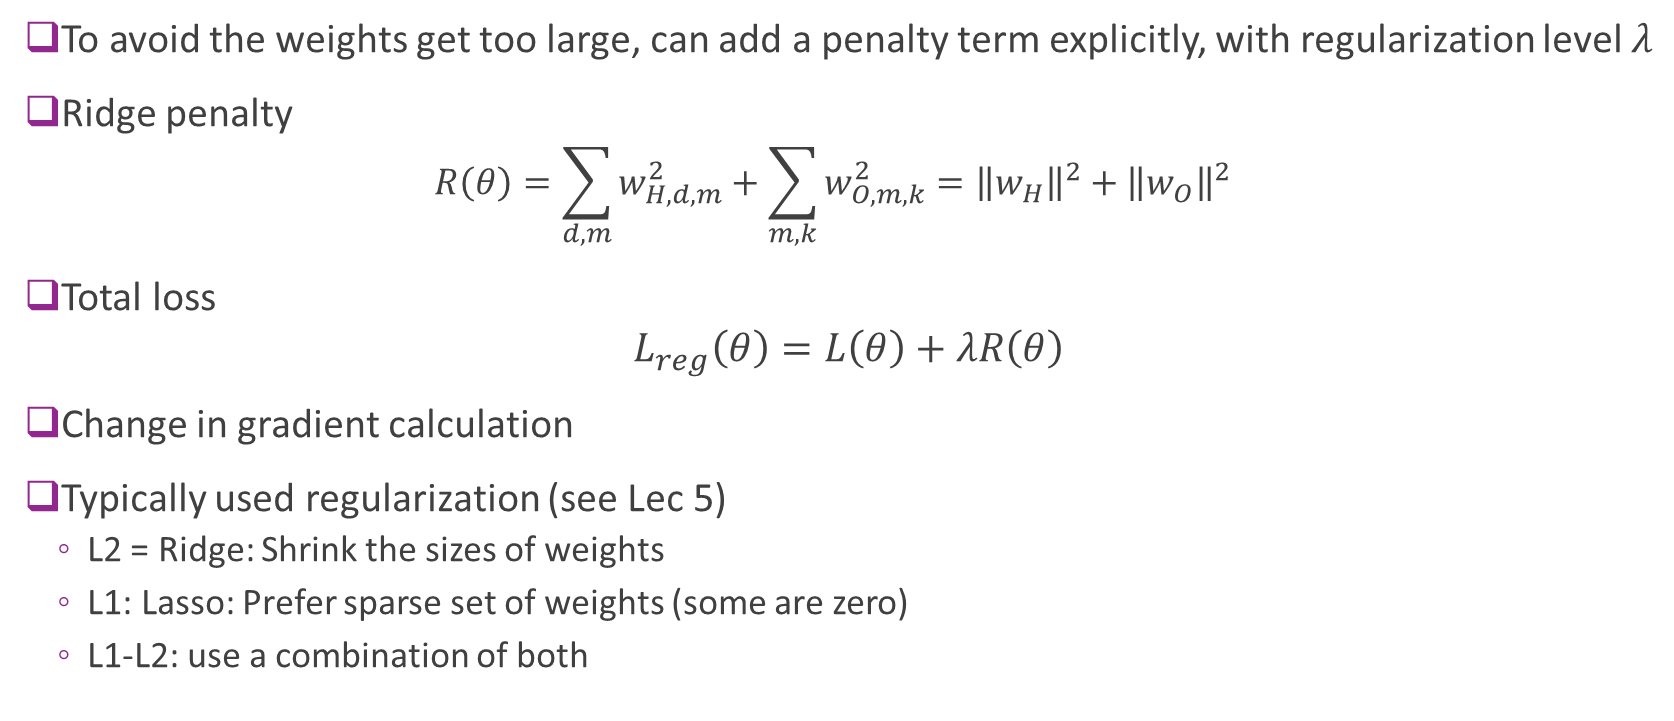 ❑To avoid the weights get too large, can add a penalty term explicitly, with regularization level λ
❑Ridge penalty
R(θ) = ∑_{d,m} w²_{H,d,m} + ∑_{m,k} w²_{O,m,k} = ‖w_H‖² + ‖w_O‖²
❑Total loss
L_{reg}(θ) = L(θ) + λR(θ)
❑Change in gradient calculation
❑Typically used regularization (see Lec 5)
◦ L2 = Ridge: Shrink the sizes of weights
◦ L1: Lasso: Prefer sparse set of weights (some are zero)
◦ L1-L2: use a combination of both